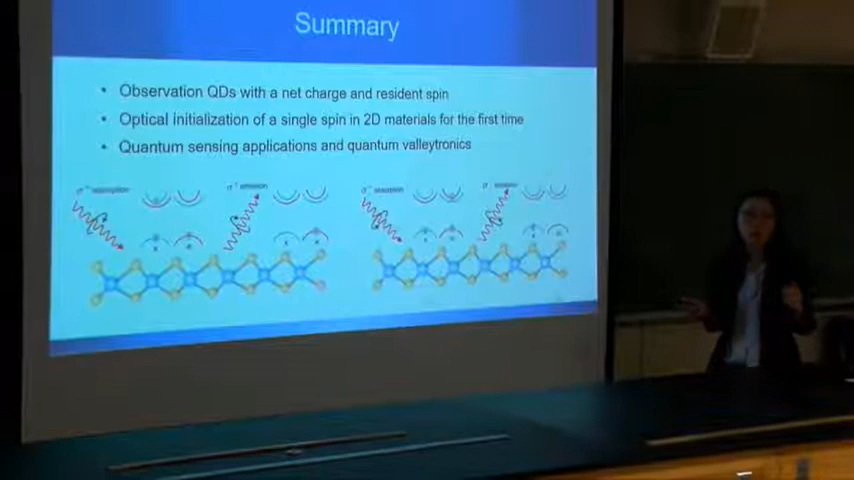 Summary
• Observation QDs with a net charge and resident spin
• Optical initialization of a single spin in 2D materials for the first time
• Quantum sensing applications and quantum valleytronics